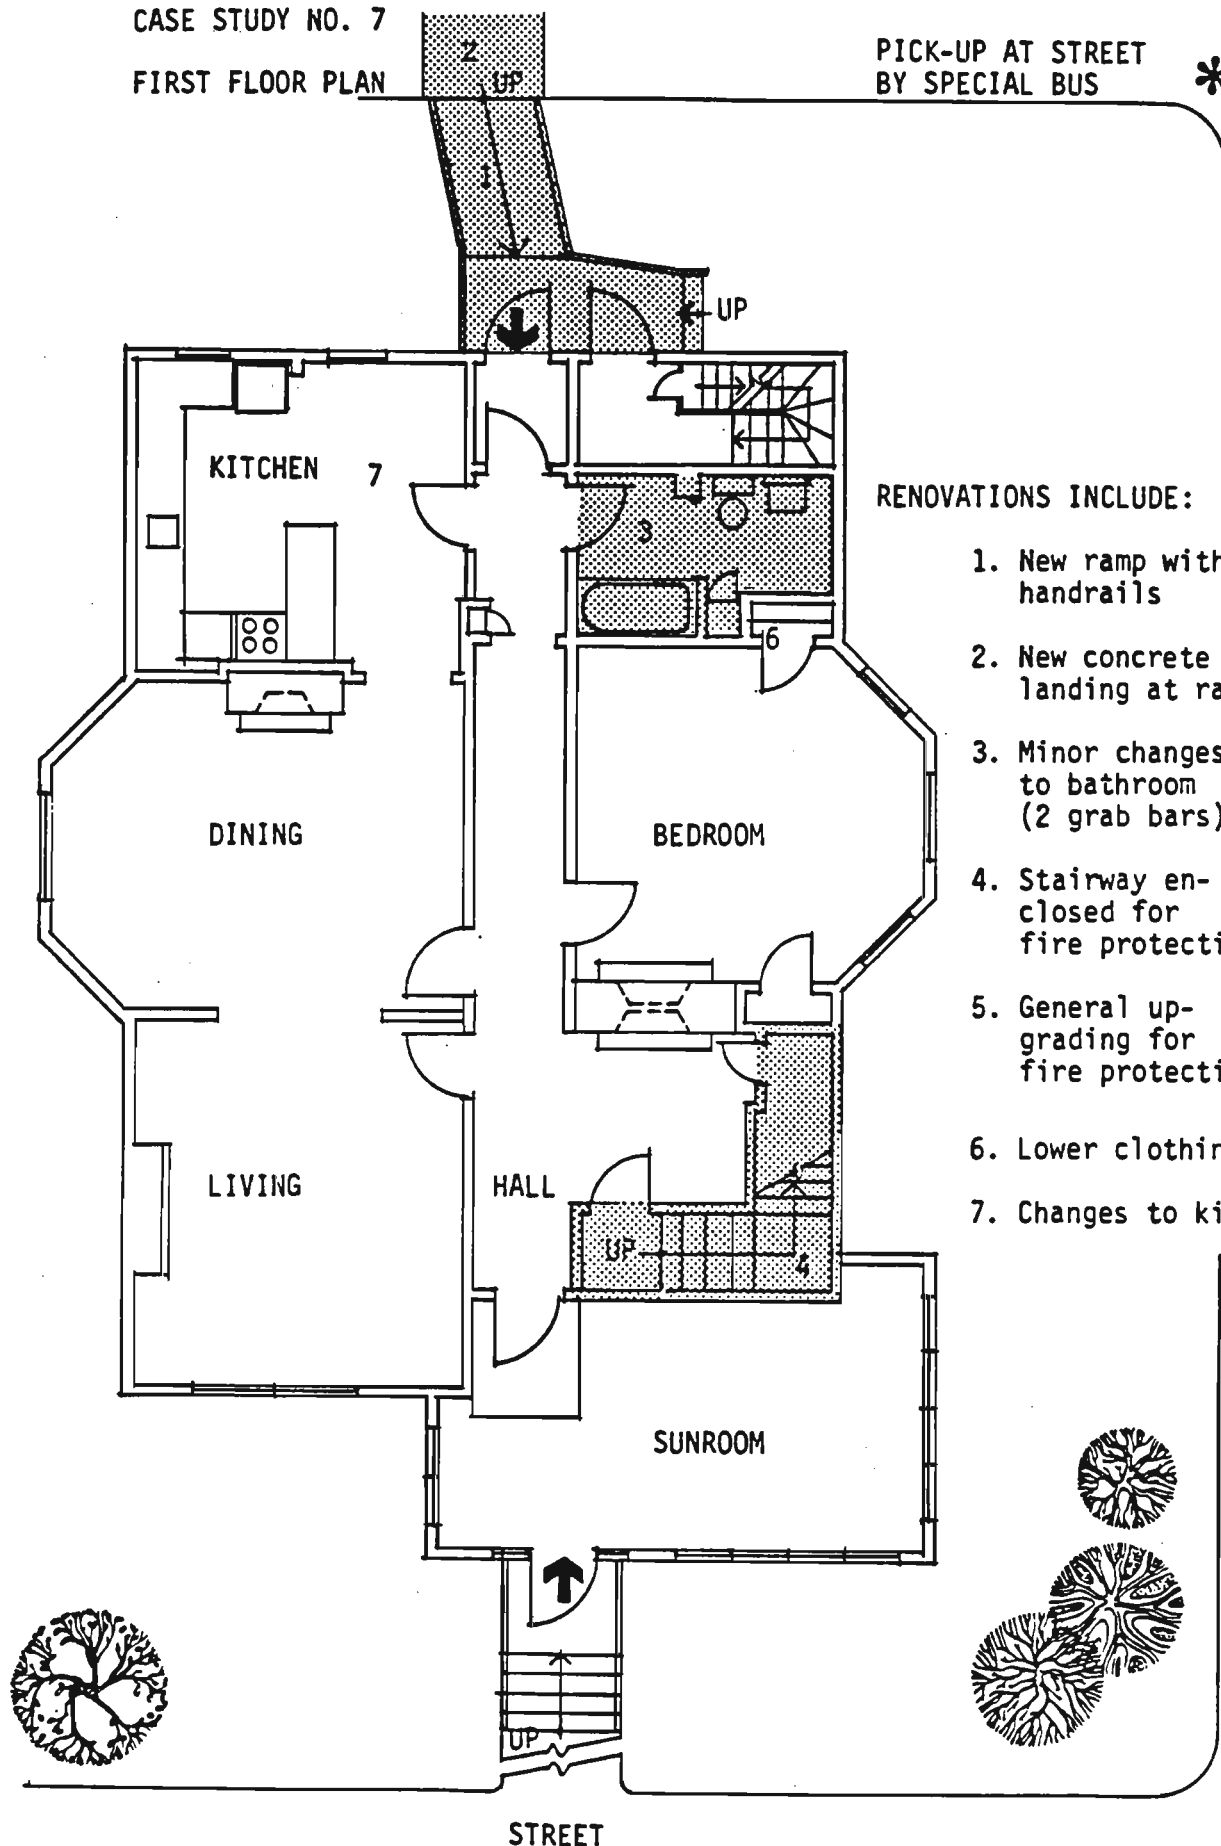 CASE STUDY NO. 7
FIRST FLOOR PLAN
PICK-UP AT STREET
BY SPECIAL BUS *
2
UP
1
UP
KITCHEN 7
3
6
DINING
BEDROOM
LIVING
HALL
UP
4
SUNROOM
UP
STREET
RENOVATIONS INCLUDE:
1. New ramp with
handrails
2. New concrete
landing at ra
3. Minor changes
to bathroom
(2 grab bars)
4. Stairway en-
closed for
fire protecti
5. General up-
grading for
fire protecti
6. Lower clothin
7. Changes to ki